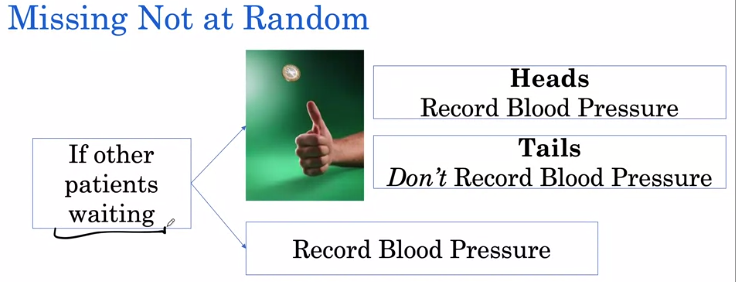 Missing Not at Random
Heads
Record Blood Pressure
Tails
Don't Record Blood Pressure
If other
patients
waiting
Record Blood Pressure